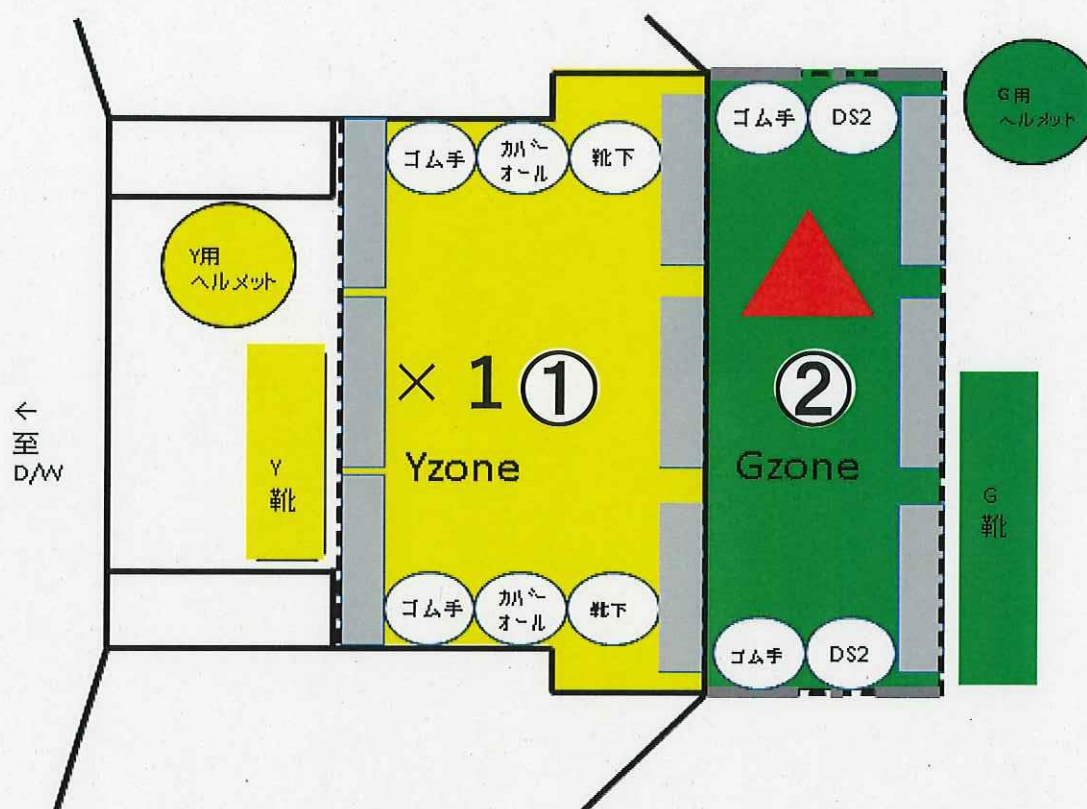 G用
ヘルメット
ゴム手
DS2
ゴム手
カバー
オール
靴下
Y用
ヘルメット
×1
①
②
Yzone
Gzone
←
至
D/W
Y
靴
G
靴
ゴム手
カバー
オール
靴下
ゴム手
DS2